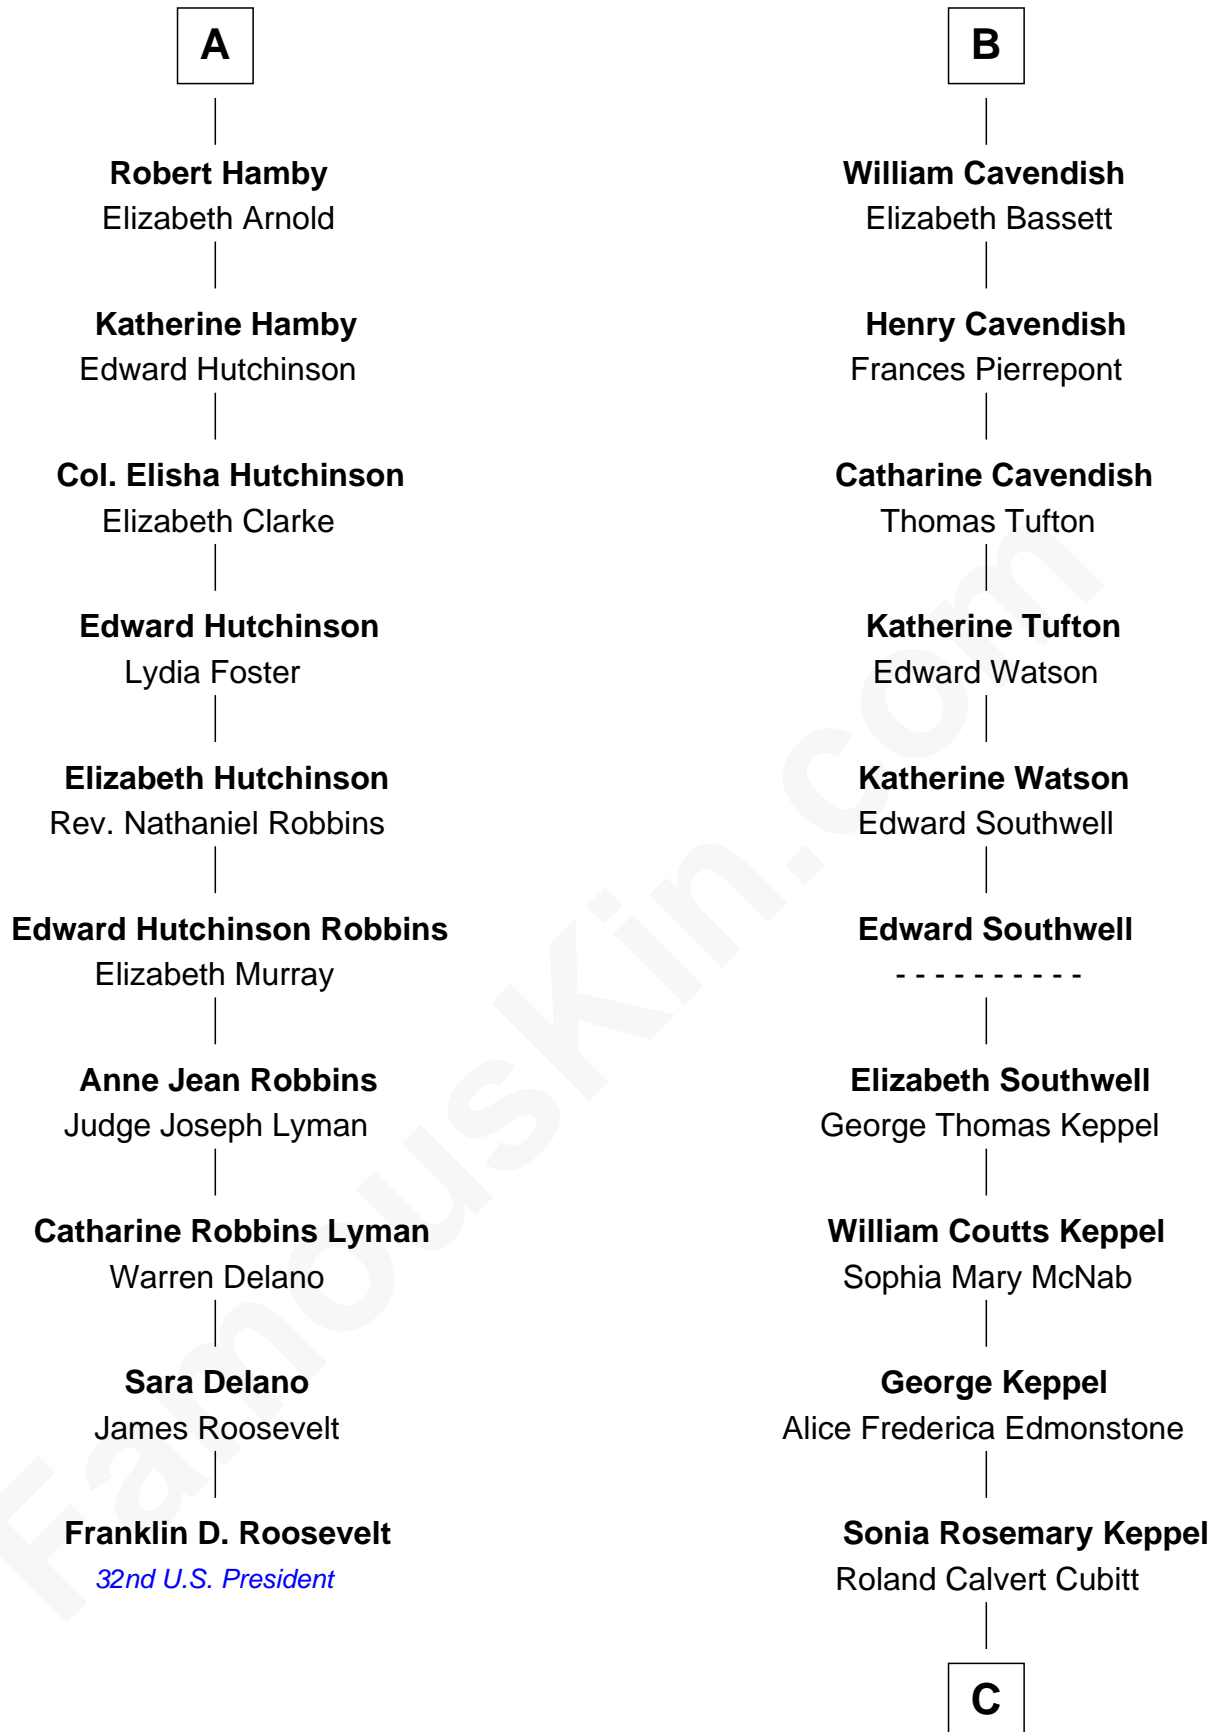 A
Robert Hamby
Elizabeth Arnold
Katherine Hamby
Edward Hutchinson
Col. Elisha Hutchinson
Elizabeth Clarke
Edward Hutchinson
Lydia Foster
Elizabeth Hutchinson
Rev. Nathaniel Robbins
Edward Hutchinson Robbins
Elizabeth Murray
Anne Jean Robbins
Judge Joseph Lyman
Catharine Robbins Lyman
Warren Delano
Sara Delano
James Roosevelt
Franklin D. Roosevelt
32nd U.S. President
B
William Cavendish
Elizabeth Bassett
Henry Cavendish
Frances Pierrepont
Catharine Cavendish
Thomas Tufton
Katherine Tufton
Edward Watson
Katherine Watson
Edward Southwell
Edward Southwell
- - - - - - - - - -
Elizabeth Southwell
George Thomas Keppel
William Coutts Keppel
Sophia Mary McNab
George Keppel
Alice Frederica Edmonstone
Sonia Rosemary Keppel
Roland Calvert Cubitt
C
FamousKin.com